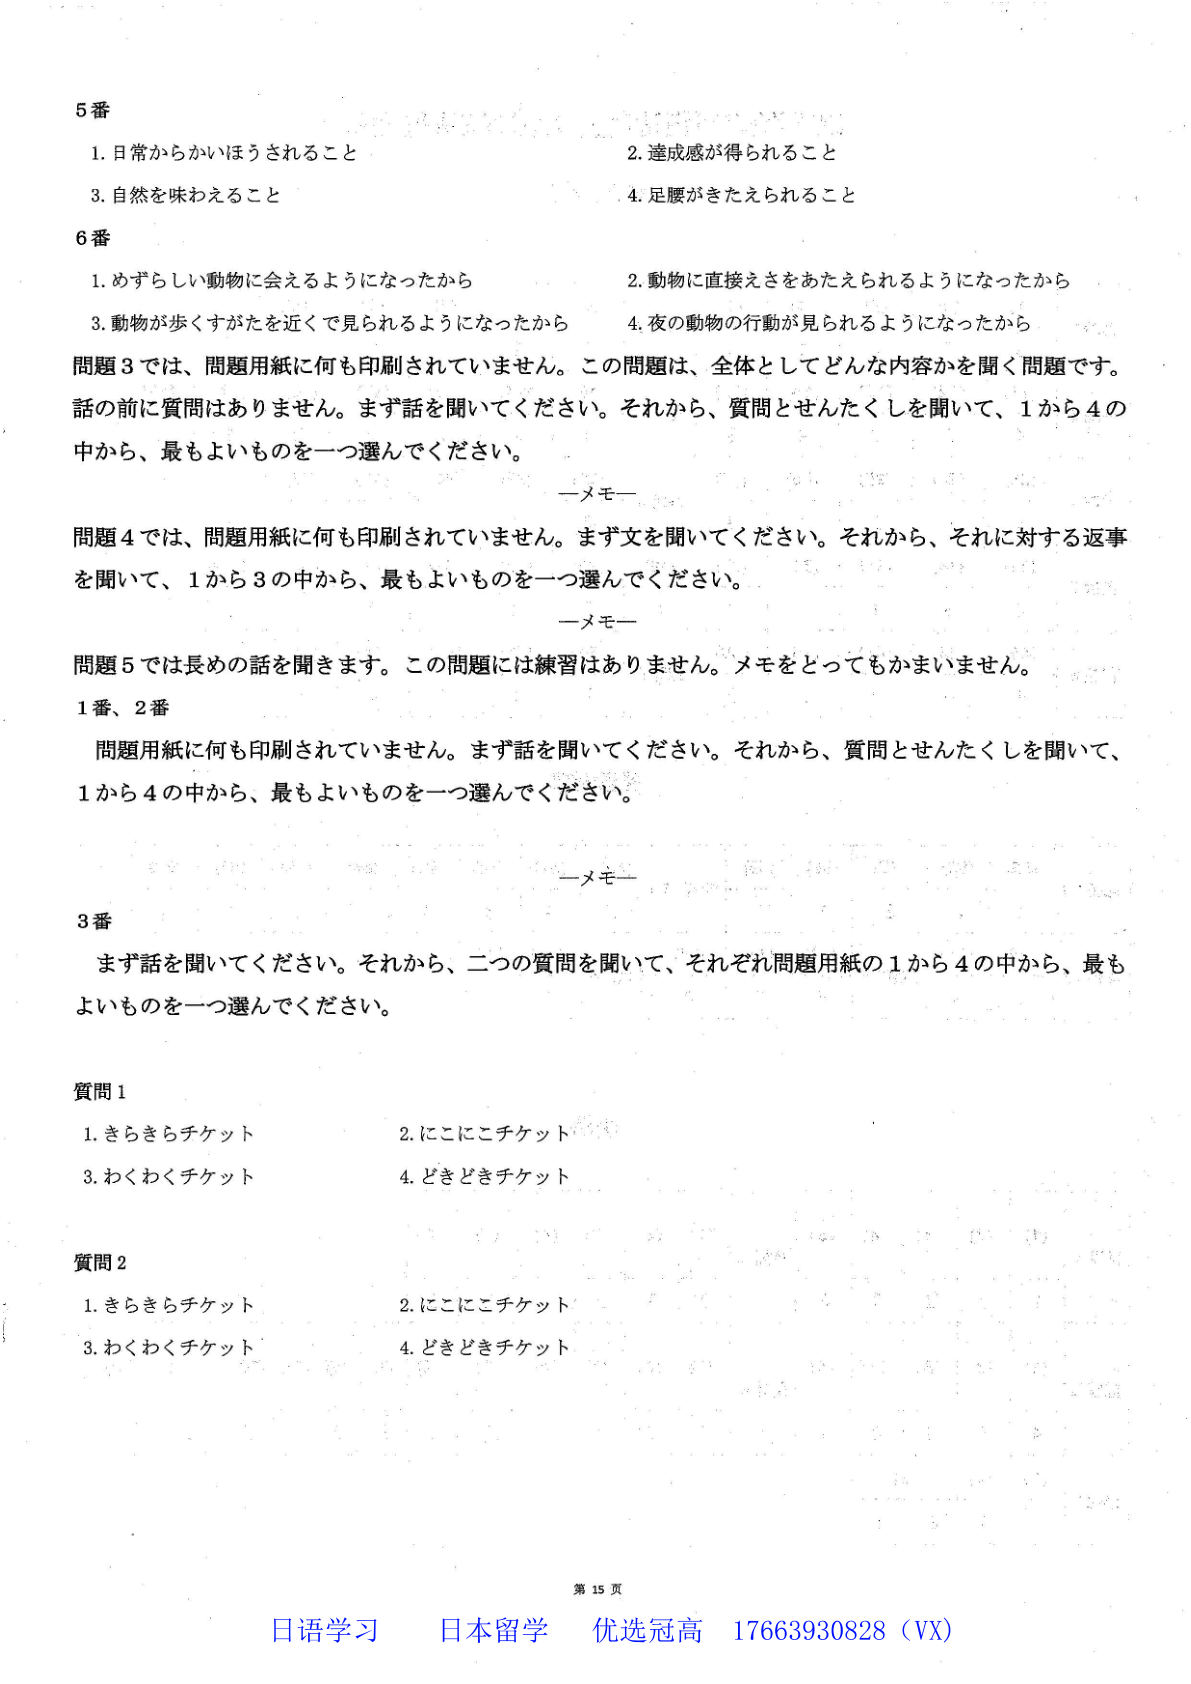 5番
1. 日常からかいほうされること 2. 達成感が得られること
3. 自然を味わえること 4. 足腰がきたえられること
6番
1. めずらしい動物に会えるようになったから 2. 動物に直接えさをあたえられるようになったから
3. 動物が歩くすがたを近くで見られるようになったから 4. 夜の動物の行動が見られるようになったから
問題3では、問題用紙に何も印刷されていません。この問題は、全体としてどんな内容かを聞く問題です。
話の前に質問はありません。まず話を聞いてください。それから、質問とせんたくしを聞いて、1から4の
中から、最もよいものを一つ選んでください。
―メモ―
問題4では、問題用紙に何も印刷されていません。まず文を聞いてください。それから、それに対する返事
を聞いて、1から3の中から、最もよいものを一つ選んでください。
―メモ―
問題5では長めの話を聞きます。この問題には練習はありません。メモをとってもかまいません。
1番、2番
問題用紙に何も印刷されていません。まず話を聞いてください。それから、質問とせんたくしを聞いて、
1から4の中から、最もよいものを一つ選んでください。
―メモ―
3番
まず話を聞いてください。それから、二つの質問を聞いて、それぞれ問題用紙の1から4の中から、最も
よいものを一つ選んでください。
質問1
1. きらきらチケット 2. にこにこチケット
3. わくわくチケット 4. どきどきチケット
質問2
1. きらきらチケット 2. にこにこチケット
3. わくわくチケット 4. どきどきチケット
第 15 页
日语学习 日本留学 优选冠高 17663930828（VX)